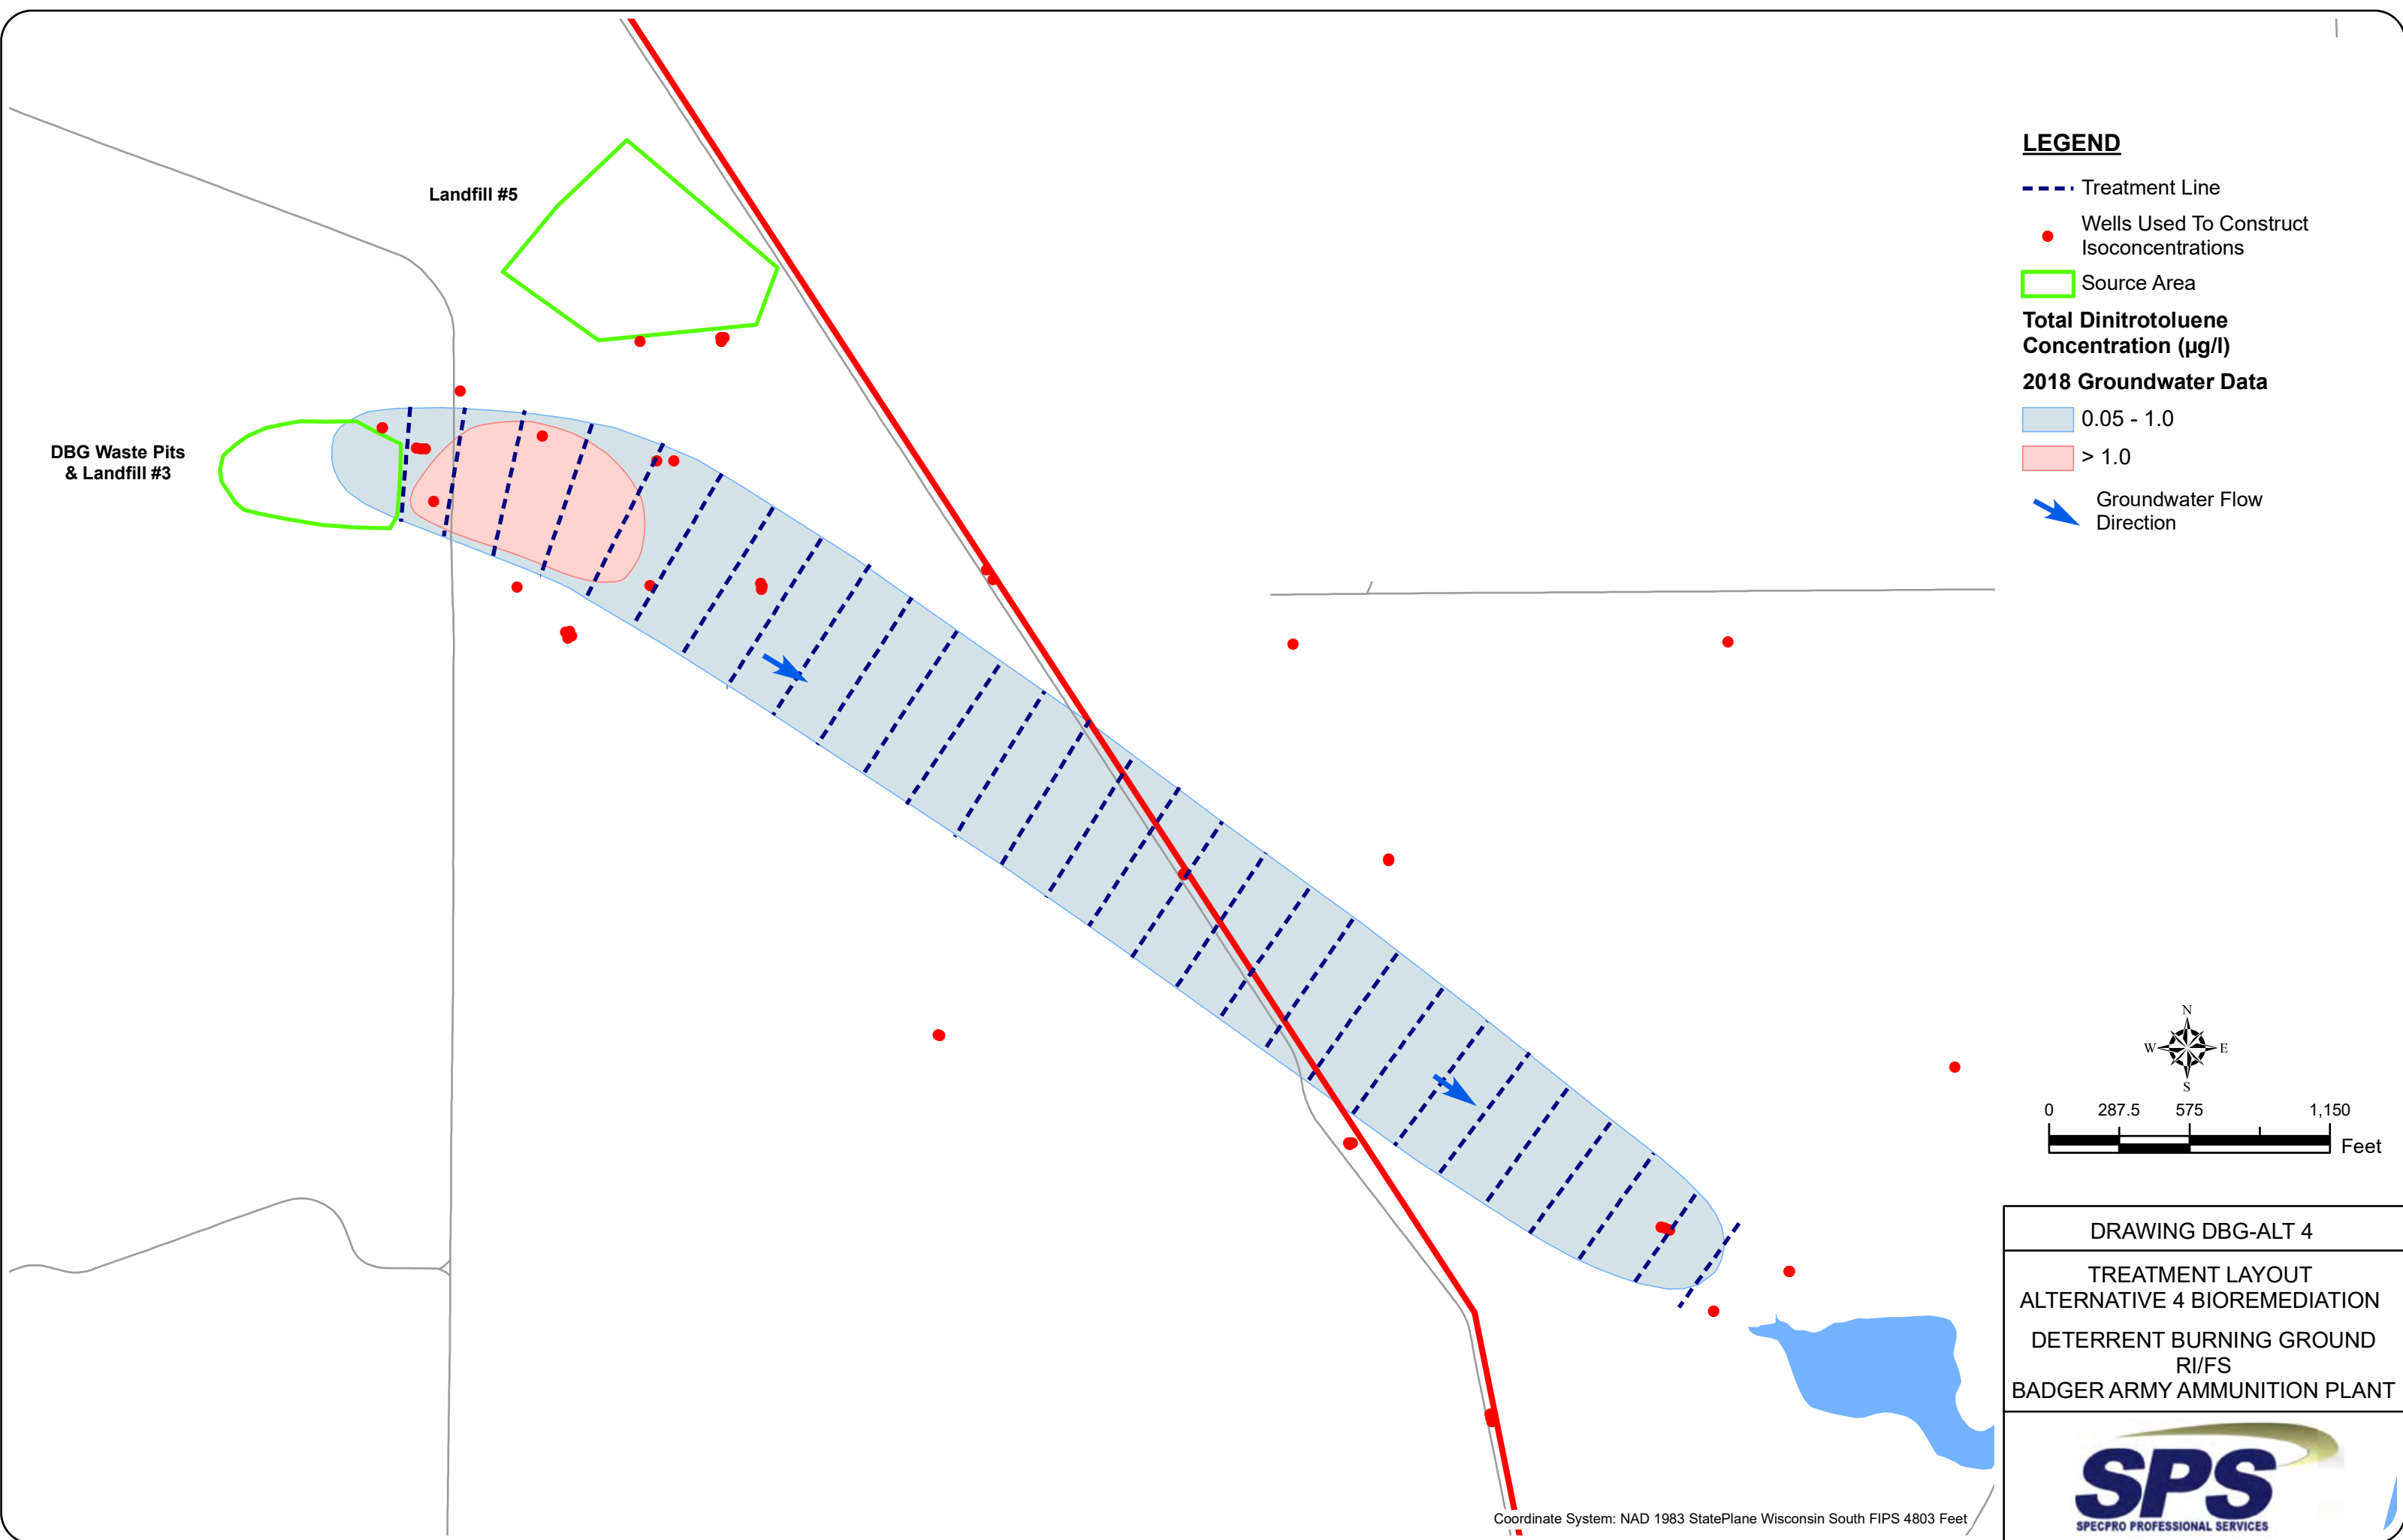 Landfill #5
DBG Waste Pits
& Landfill #3
LEGEND
Treatment Line
Wells Used To Construct
Isoconcentrations
Source Area
Total Dinitrotoluene
Concentration (µg/l)
2018 Groundwater Data
0.05 - 1.0
> 1.0
Groundwater Flow
Direction
N
W E
S
0 287.5 575 1,150
Feet
DRAWING DBG-ALT 4
TREATMENT LAYOUT
ALTERNATIVE 4 BIOREMEDIATION
DETERRENT BURNING GROUND
RI/FS
BADGER ARMY AMMUNITION PLANT
SPS
SPECPRO PROFESSIONAL SERVICES
Coordinate System: NAD 1983 StatePlane Wisconsin South FIPS 4803 Feet